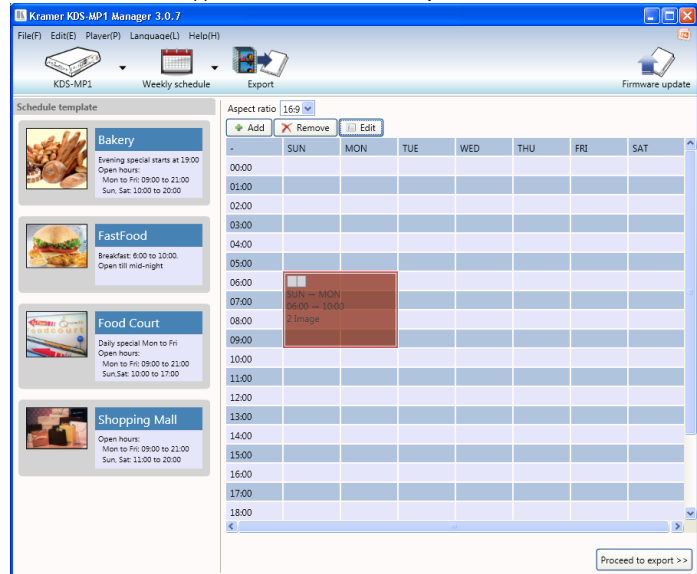 Kramer KDS-MP1 Manager 3.0.7
File(F) Edit(E) Player(P) Language(L) Help(H)
KDS-MP1 Weekly schedule Export Firmware update
Schedule template
Bakery
Evening special starts at 19:00
Open hours:
Mon to Fri: 09:00 to 21:00
Sun, Sat: 10:00 to 20:00
FastFood
Breakfast: 6:00 to 10:00.
Open till mid-night
Food Court
Daily special Mon to Fri
Open hours:
Mon to Fri: 09:00 to 21:00
Sun,Sat: 10:00 to 17:00
Shopping Mall
Open hours:
Mon to Fri: 09:00 to 21:00
Sun, Sat: 11:00 to 20:00
Aspect ratio 16:9
Add Remove Edit
- SUN MON TUE WED THU FRI SAT
00:00
01:00
02:00
03:00
04:00
05:00
06:00
07:00
08:00
09:00
10:00
11:00
12:00
13:00
14:00
15:00
16:00
17:00
18:00
SUN ─ MON
06:00 ─ 10:00
2 Image
Proceed to export >>